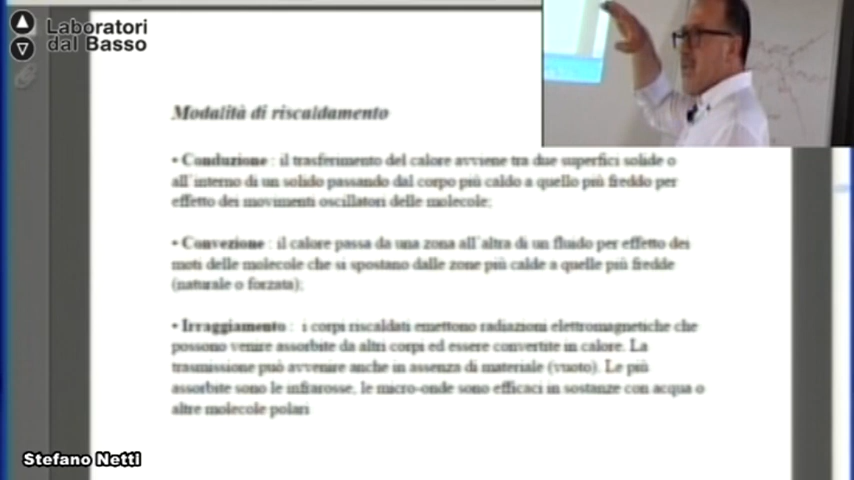 Laboratori
dal Basso
Modalità di riscaldamento
• Conduzione : il trasferimento del calore avviene tra due superfici solide o
all'interno di un solido passando dal corpo più caldo a quello più freddo per
effetto dei movimenti oscillatori delle molecole;
• Convezione : il calore passa da una zona all'altra di un fluido per effetto dei
moti delle molecole che si spostano dalle zone più calde a quelle più fredde
(naturale o forzata);
• Irraggiamento : i corpi riscaldati emettono radiazioni elettromagnetiche che
possono venire assorbite da altri corpi ed essere convertite in calore. La
trasmissione può avvenire anche in assenza di materiale (vuoto). Le più
assorbite sono le infrarosse, le micro-onde sono efficaci in sostanze con acqua o
altre molecole polari
Stefano Netti